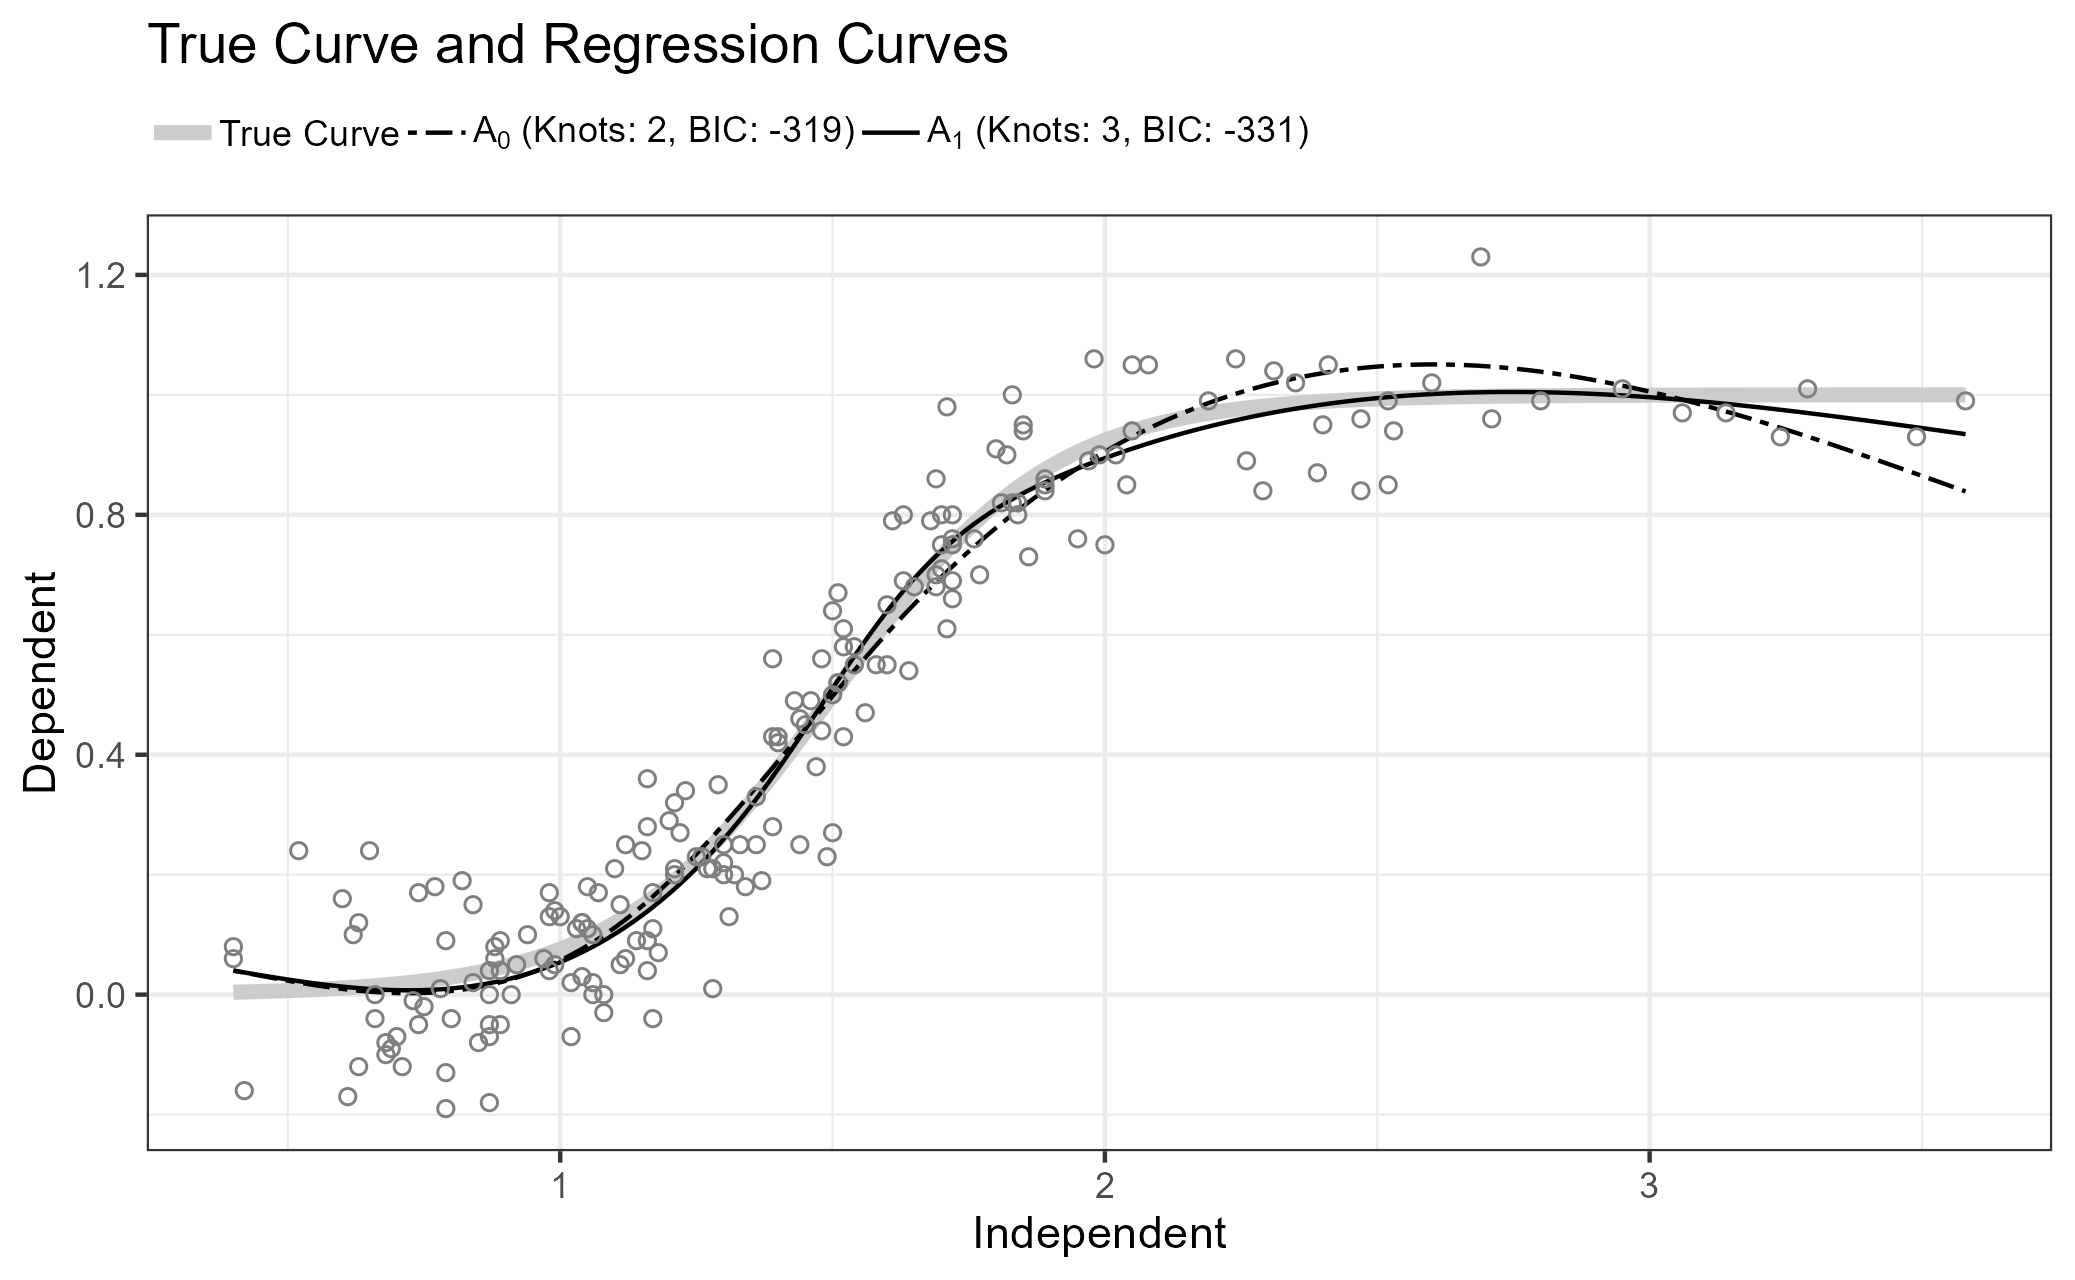 True Curve and Regression Curves
True Curve A₀ (Knots: 2, BIC: -319) A₁ (Knots: 3, BIC: -331)
1.2
0.8
0.4
0.0
Dependent
1 2 3
Independent